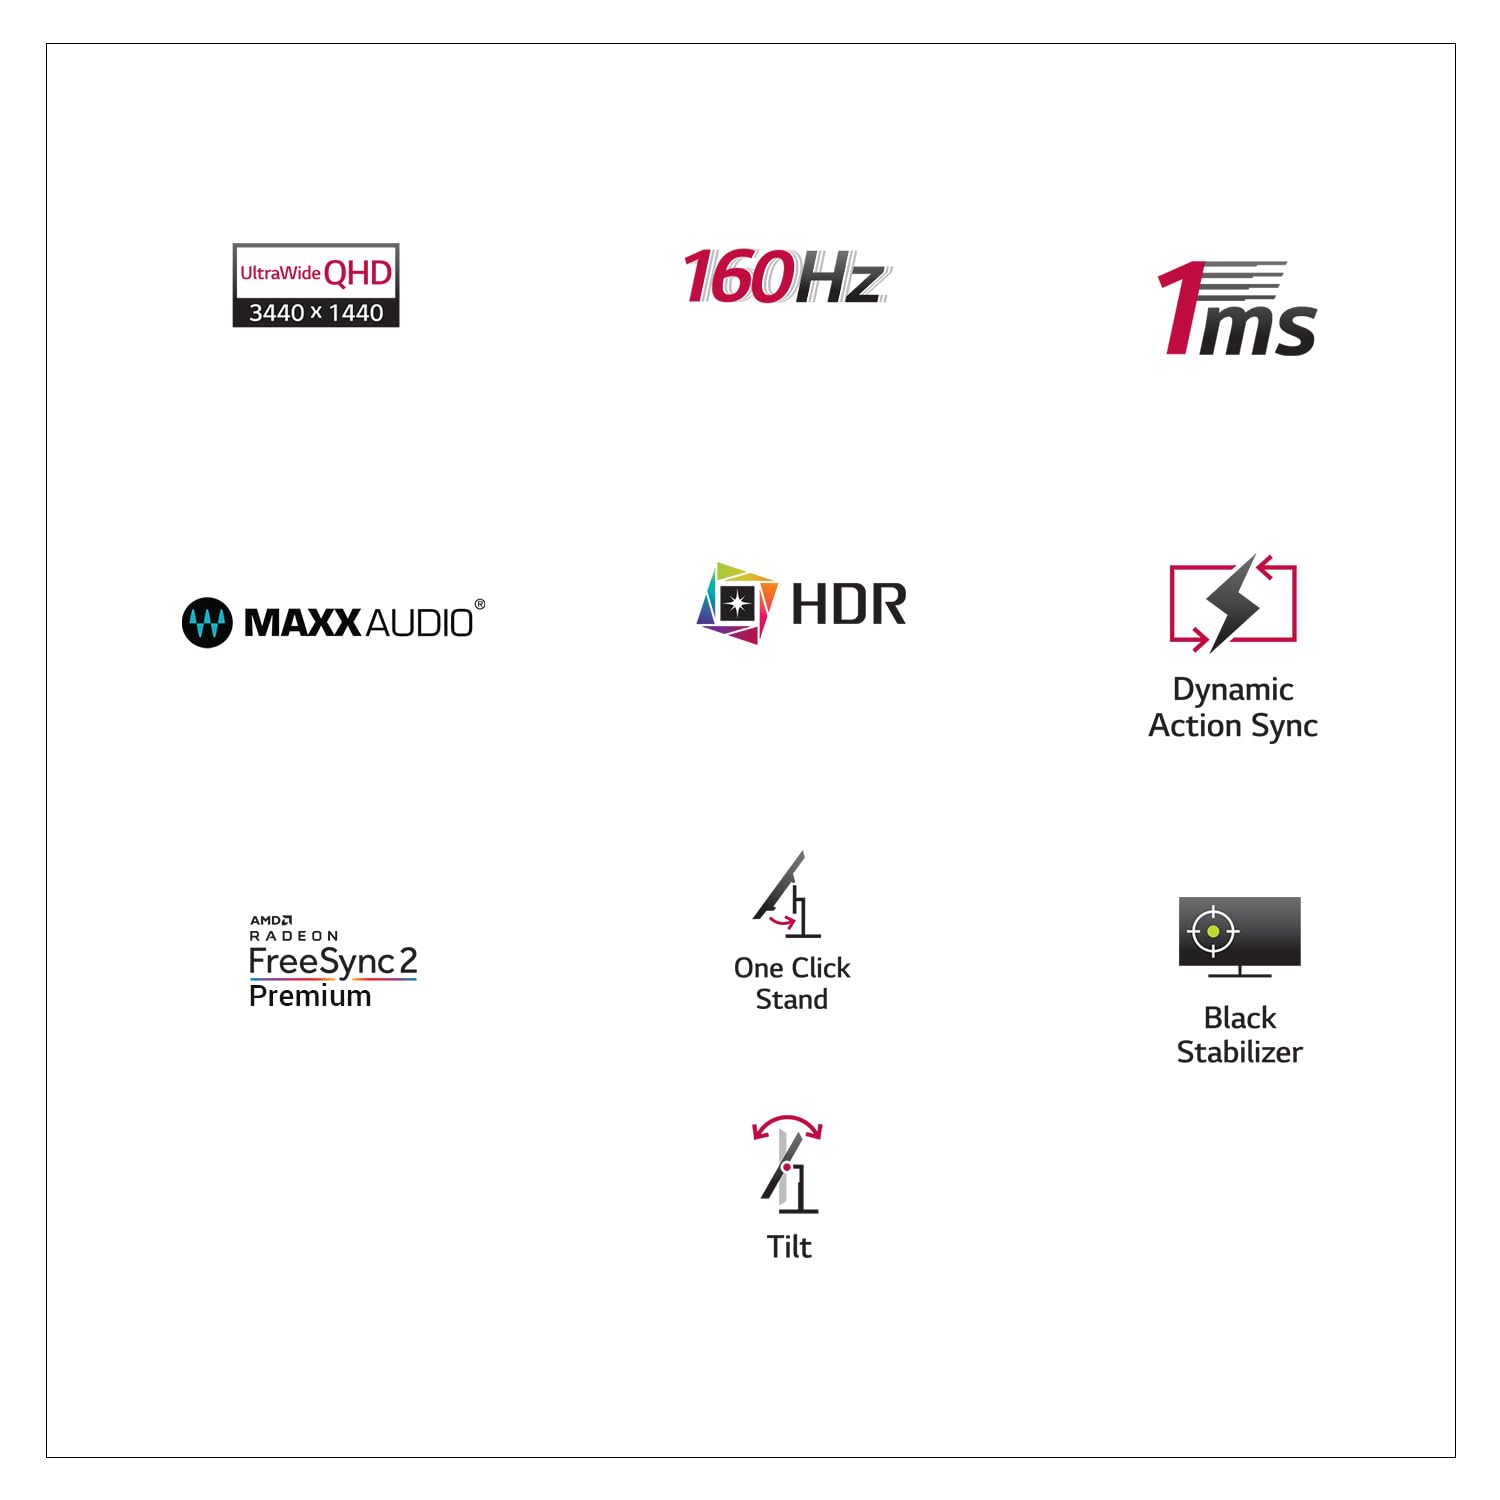 UltraWide QHD
3440 x 1440
160Hz
1ms
MAXXAUDIO®
HDR
Dynamic
Action Sync
AMD
RADEON
FreeSync 2
Premium
One Click
Stand
Black
Stabilizer
Tilt